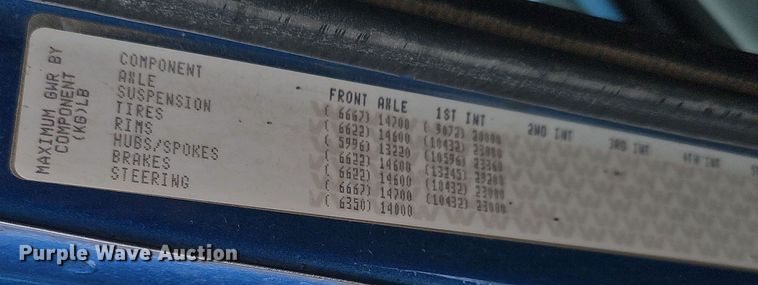 MAXIMUM GWR BY
COMPONENT
(KG)LB
COMPONENT FRONT AXLE 1ST INT 2ND INT 3RD INT 4TH INT
AXLE ( 6667) 14700 ( 9072) 20000
SUSPENSION ( 6622) 14600 (10432) 23000
TIRES ( 5996) 13220 (10596) 23360
RIMS ( 6622) 14600 (13245) 29200
HUBS/SPOKES ( 6622) 14600 (10432) 23000
BRAKES ( 6667) 14700 (10432) 23000
STEERING ( 6350) 14000
Purple Wave Auction